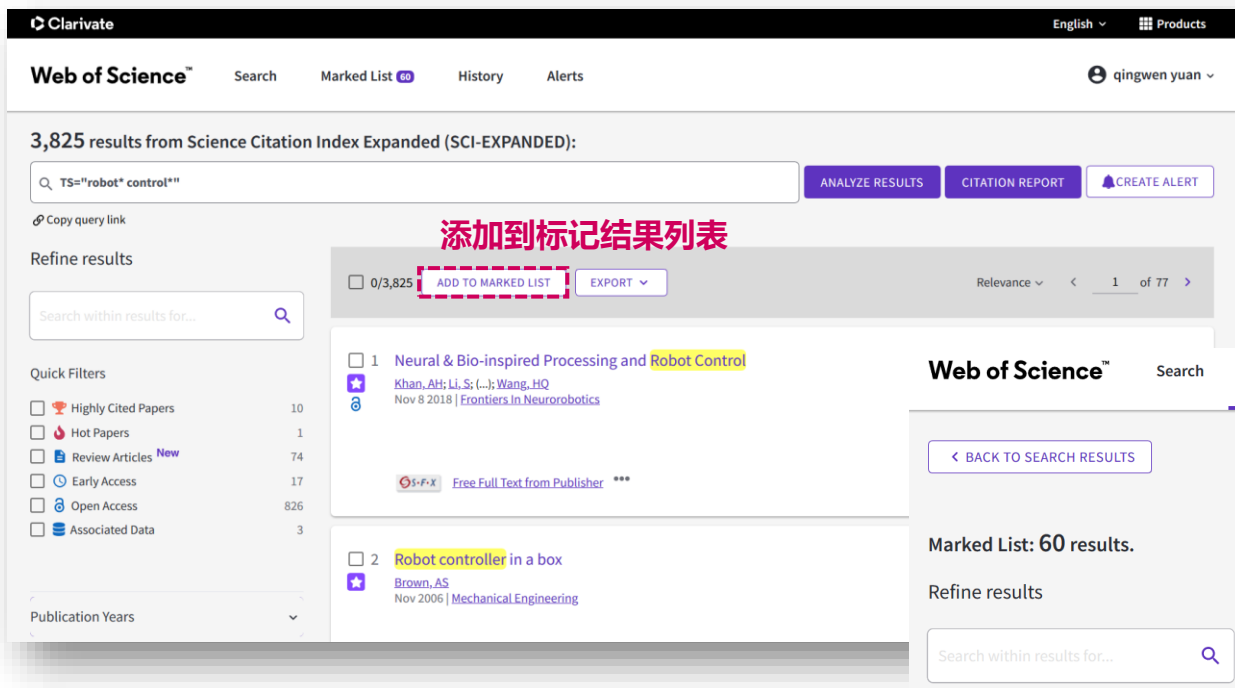 Clarivate
English
Products
Web of Science™
Search
Marked List 60
History
Alerts
qingwen yuan
3,825 results from Science Citation Index Expanded (SCI-EXPANDED):
TS="robot* control*"
ANALYZE RESULTS
CITATION REPORT
CREATE ALERT
Copy query link
添加到标记结果列表
Refine results
0/3,825
ADD TO MARKED LIST
EXPORT
Relevance
1 of 77
Search within results for...
Quick Filters
Highly Cited Papers 10
Hot Papers 1
Review Articles New 74
Early Access 17
Open Access 826
Associated Data 3
Publication Years
1 Neural & Bio-inspired Processing and Robot Control
Khan, AH; Li, S; (...); Wang, HQ
Nov 8 2018 | Frontiers In Neurorobotics
S·F·X Free Full Text from Publisher •••
2 Robot controller in a box
Brown, AS
Nov 2006 | Mechanical Engineering
Web of Science™
Search
BACK TO SEARCH RESULTS
Marked List: 60 results.
Refine results
Search within results for...